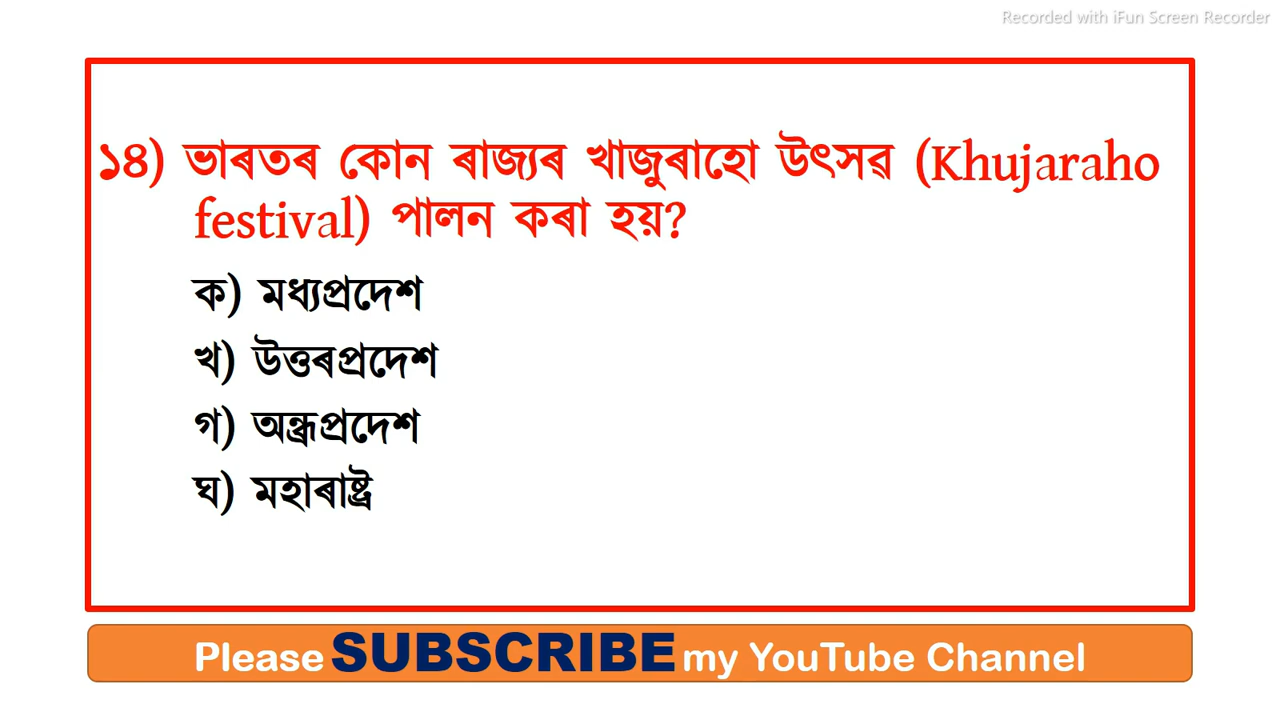 Recorded with iFun Screen Recorder
১৪) ভাৰতৰ কোন ৰাজ্যৰ খাজুৰাহো উৎসৱ (Khujaraho
festival) পালন কৰা হয়?
ক) মধ্যপ্ৰদেশ
খ) উত্তৰপ্ৰদেশ
গ) অন্ধ্ৰপ্ৰদেশ
ঘ) মহাৰাষ্ট্ৰ
Please SUBSCRIBE my YouTube Channel